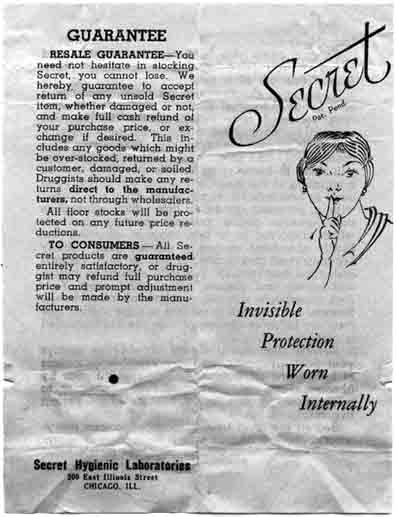 GUARANTEE
RESALE GUARANTEE—You
need not hesitate in stocking
Secret, you cannot lose. We
hereby, guarantee to accept
return of any unsold Secret
item, whether damaged or not,
and make full cash refund of
your purchase price, or ex-
change if desired. This in-
cludes any goods which might
be over-stocked, returned by a
customer, damaged, or soiled.
Druggists should make any re-
turns direct to the manufac-
turers, not through wholesalers.
All floor stocks will be pro-
tected on any future price re-
ductions.
TO CONSUMERS — All Se-
cret products are guaranteed
entirely satisfactory, or drug-
gist may refund full purchase
price and prompt adjustment
will be made by the manu-
facturers.
Secret Hygienic Laboratories
200 East Illinois Street
CHICAGO, ILL.
Secret
Pat. Pend.
Invisible
Protection
Worn
Internally